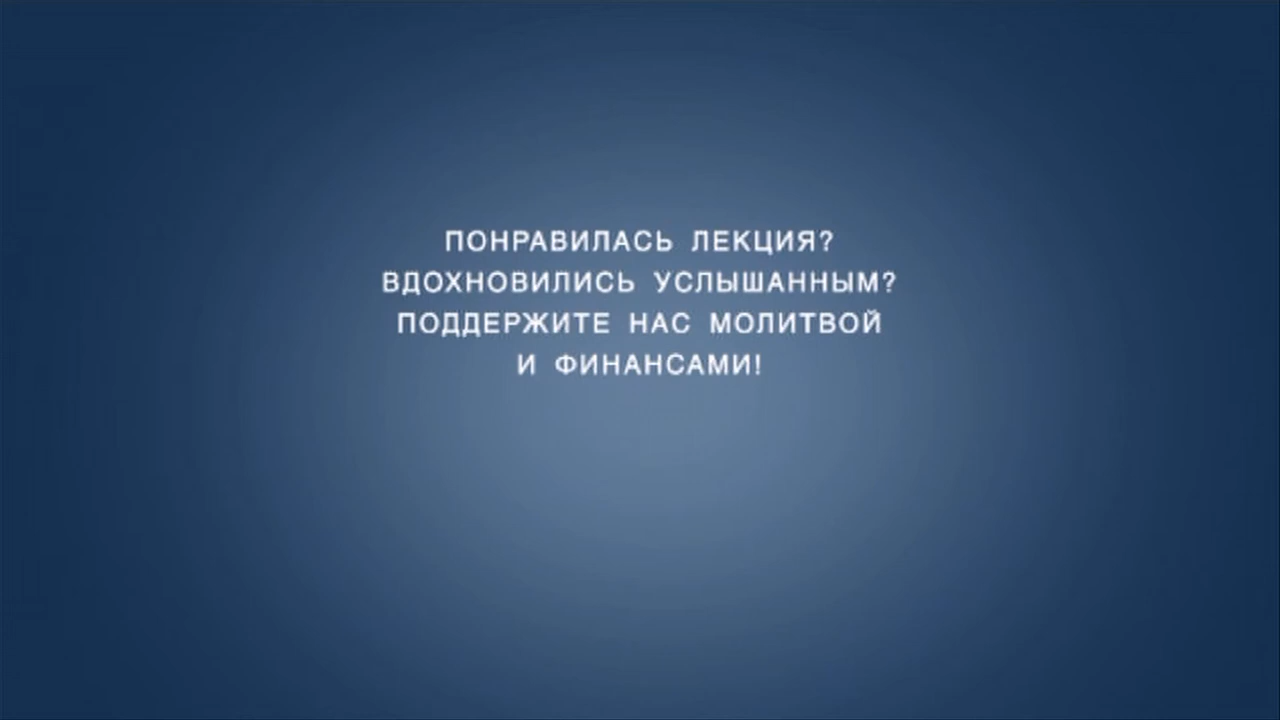 ПОНРАВИЛАСЬ ЛЕКЦИЯ?
ВДОХНОВИЛИСЬ УСЛЫШАННЫМ?
ПОДДЕРЖИТЕ НАС МОЛИТВОЙ
И ФИНАНСАМИ!